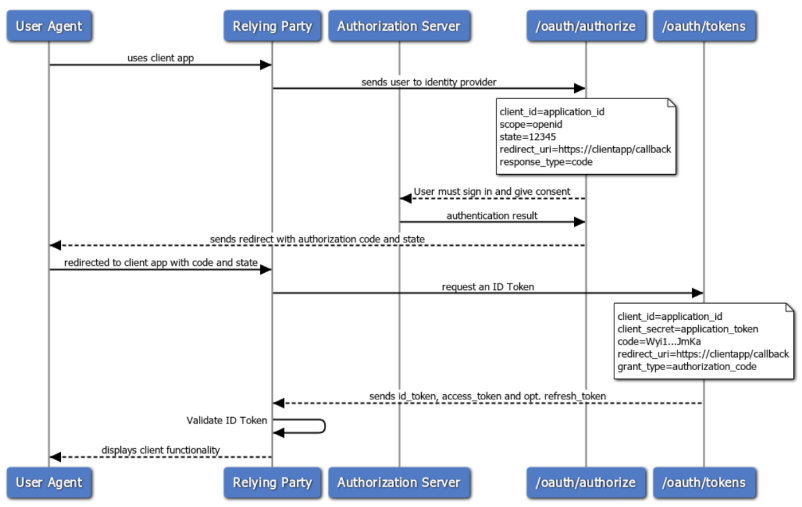 User Agent
Relying Party
Authorization Server
/oauth/authorize
/oauth/tokens
uses client app
sends user to identity provider
client_id=application_id
scope=openid
state=12345
redirect_uri=https://clientapp/callback
response_type=code
User must sign in and give consent
authentication result
sends redirect with authorization code and state
redirected to client app with code and state
request an ID Token
client_id=application_id
client_secret=application_token
code=Wyi1...JmKa
redirect_uri=https://clientapp/callback
grant_type=authorization_code
sends id_token, access_token and opt. refresh_token
Validate ID Token
displays client functionality
User Agent
Relying Party
Authorization Server
/oauth/authorize
/oauth/tokens